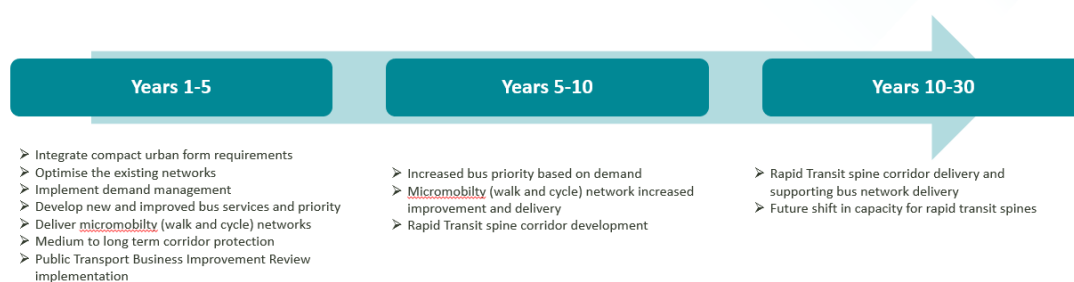 Years 1-5
Years 5-10
Years 10-30
➢ Integrate compact urban form requirements
➢ Optimise the existing networks
➢ Implement demand management
➢ Develop new and improved bus services and priority
➢ Deliver micromobilty (walk and cycle) networks
➢ Medium to long term corridor protection
➢ Public Transport Business Improvement Review
implementation
➢ Increased bus priority based on demand
➢ Micromobilty (walk and cycle) network increased
improvement and delivery
➢ Rapid Transit spine corridor development
➢ Rapid Transit spine corridor delivery and
supporting bus network delivery
➢ Future shift in capacity for rapid transit spines